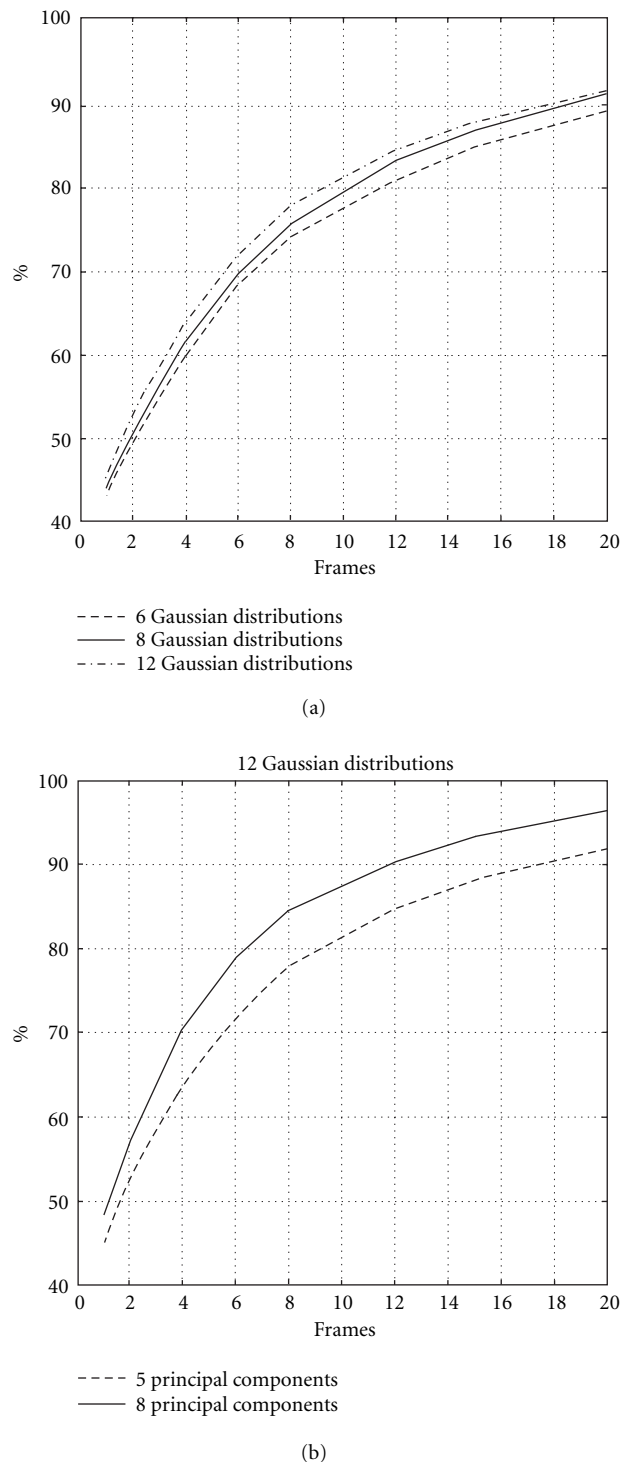 100
90
80
70
60
50
40
%
0 2 4 6 8 10 12 14 16 18 20
Frames
6 Gaussian distributions
8 Gaussian distributions
12 Gaussian distributions
(a)
12 Gaussian distributions
100
90
80
70
60
50
40
%
0 2 4 6 8 10 12 14 16 18 20
Frames
5 principal components
8 principal components
(b)